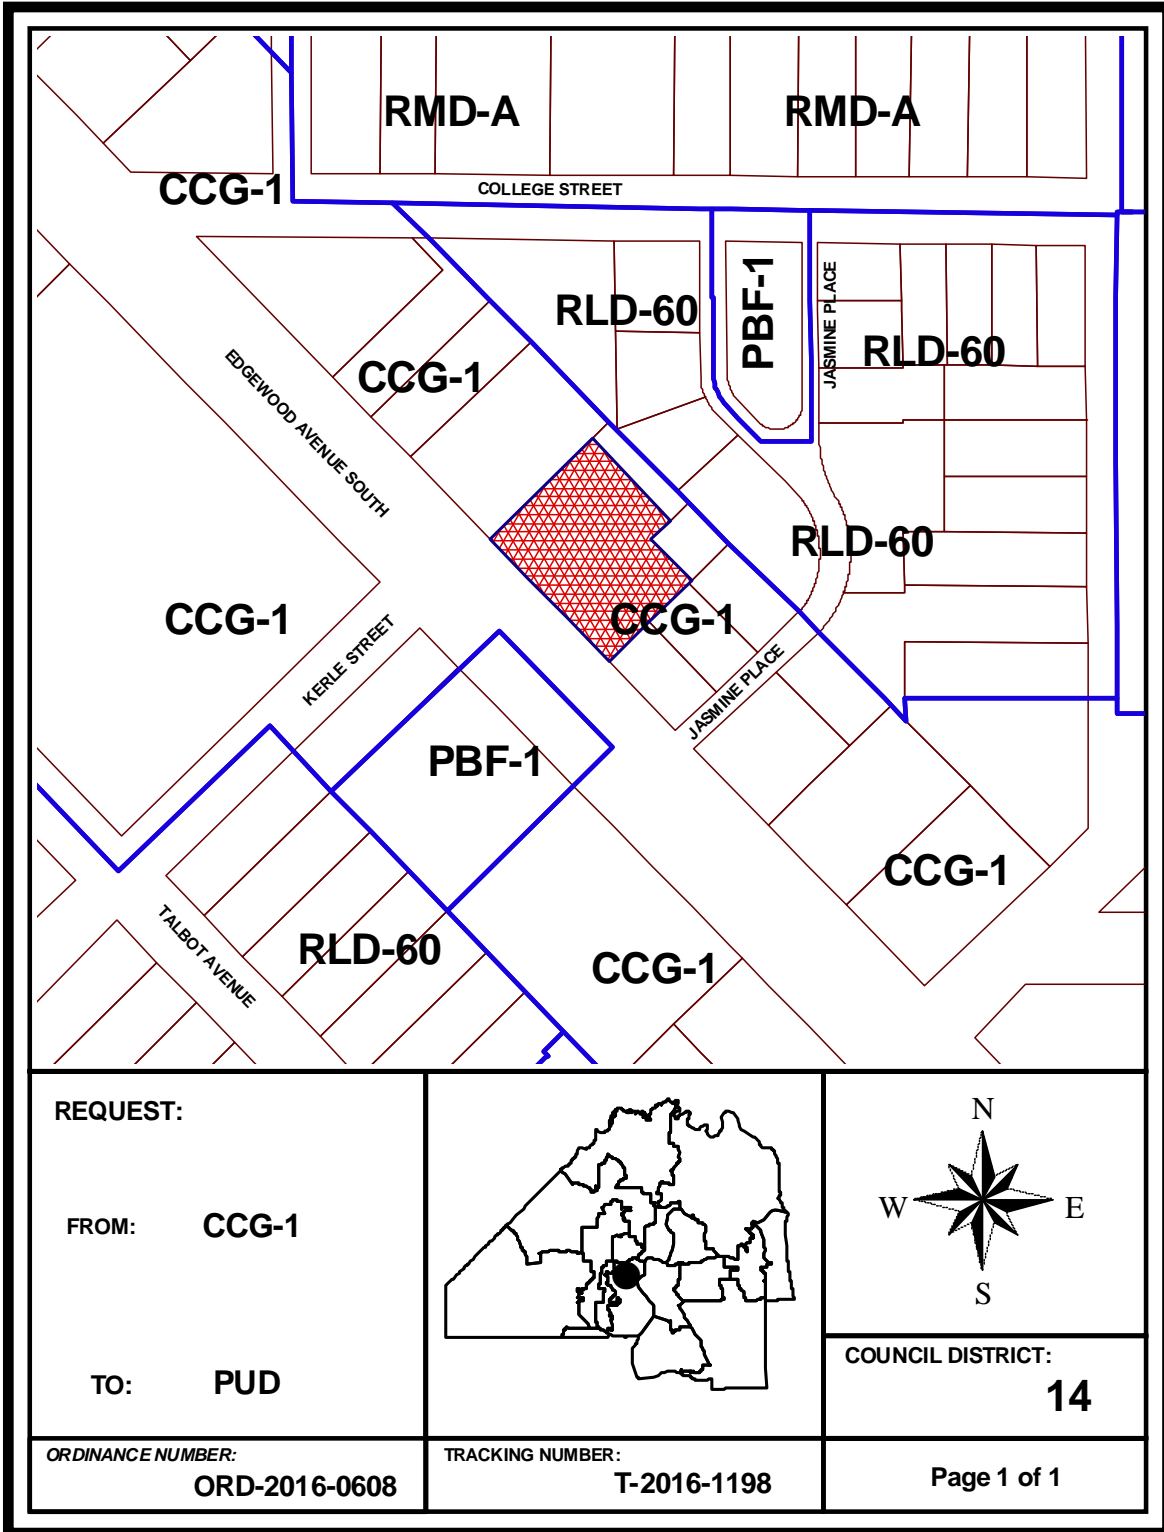 RMD-A
RMD-A
CCG-1
COLLEGE STREET
PBF-1
JASMINE PLACE
RLD-60
RLD-60
CCG-1
EDGEWOOD AVENUE SOUTH
RLD-60
CCG-1
CCG-1
KERLE STREET
JASMINE PLACE
PBF-1
CCG-1
TALBOT AVENUE
RLD-60
CCG-1
REQUEST:
FROM: CCG-1
TO: PUD
N
W E
S
COUNCIL DISTRICT:
14
ORDINANCE NUMBER:
ORD-2016-0608
TRACKING NUMBER:
T-2016-1198
Page 1 of 1